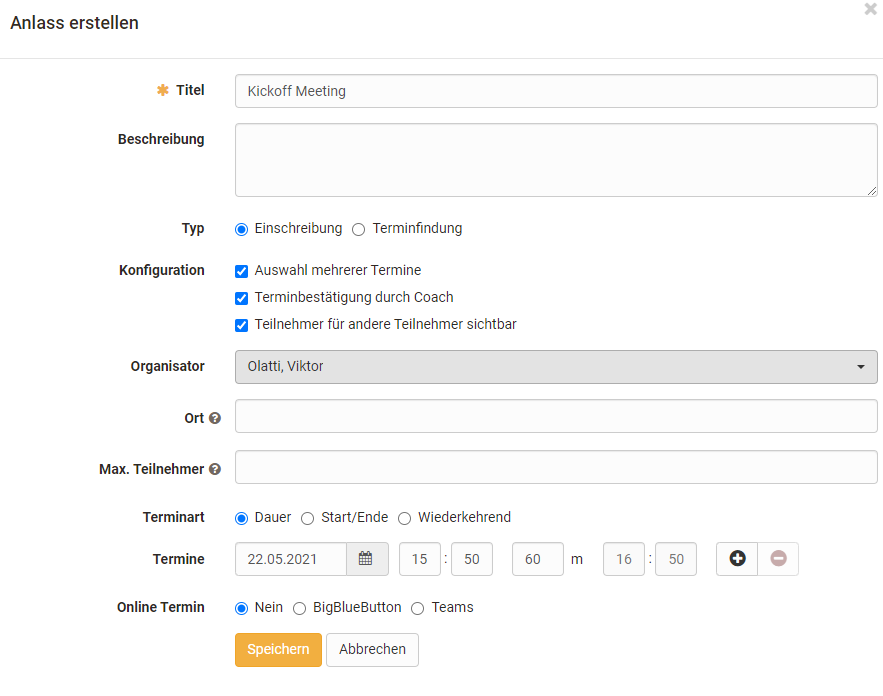 Anlass erstellen
Titel Kickoff Meeting
Beschreibung
Typ Einschreibung Terminfindung
Konfiguration Auswahl mehrerer Termine
Terminbestätigung durch Coach
Teilnehmer für andere Teilnehmer sichtbar
Organisator Olatti, Viktor
Ort
Max. Teilnehmer
Terminart Dauer Start/Ende Wiederkehrend
Termine 22.05.2021 15 : 50 60 m 16 : 50
Online Termin Nein BigBlueButton Teams
Speichern Abbrechen